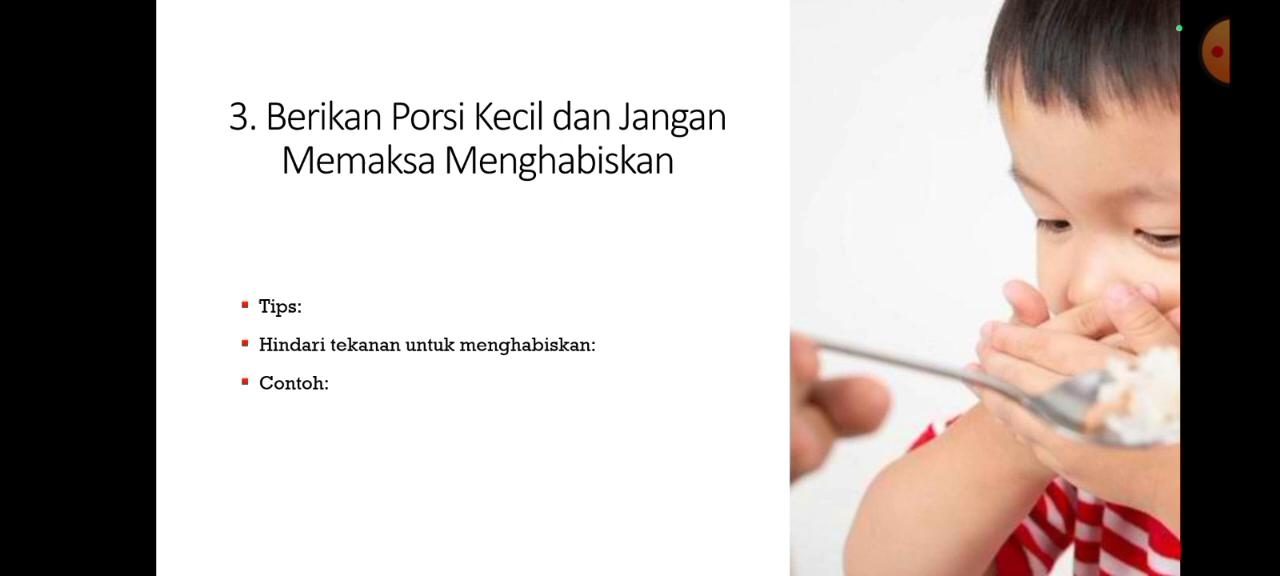 3. Berikan Porsi Kecil dan Jangan
Memaksa Menghabiskan
Tips:
Hindari tekanan untuk menghabiskan:
Contoh: